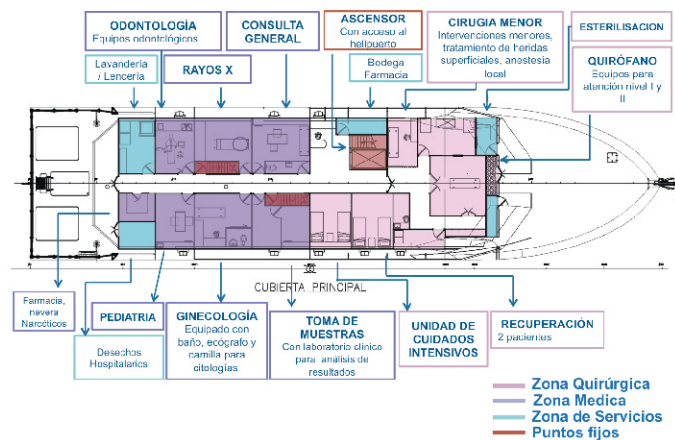 ODONTOLOGÍA
Equipos odontológicos
CONSULTA
GENERAL
ASCENSOR
Con acceso al
helipuerto
CIRUGIA MENOR
Intervenciones menores,
tratamiento de heridas
superficiales, anestesia
local
ESTERILISACION
Lavandería
/ Lencería
RAYOS X
Bodega
Farmacia
QUIRÓFANO
Equipos para
atención nivel I y
II
CUBIERTA PRINCIPAL
Farmacia,
nevera
Narcóticos
PEDIATRIA
GINECOLOGÍA
Equipado con
baño, ecógrafo y
camilla para
citologías.
TOMA DE
MUESTRAS
Con laboratorio clínico
para análisis de
resultados
UNIDAD DE
CUIDADOS
INTENSIVOS
RECUPERACIÓN
2 pacientes
Desechos
Hospitalarios
Zona Quirúrgica
Zona Medica
Zona de Servicios
Puntos fijos